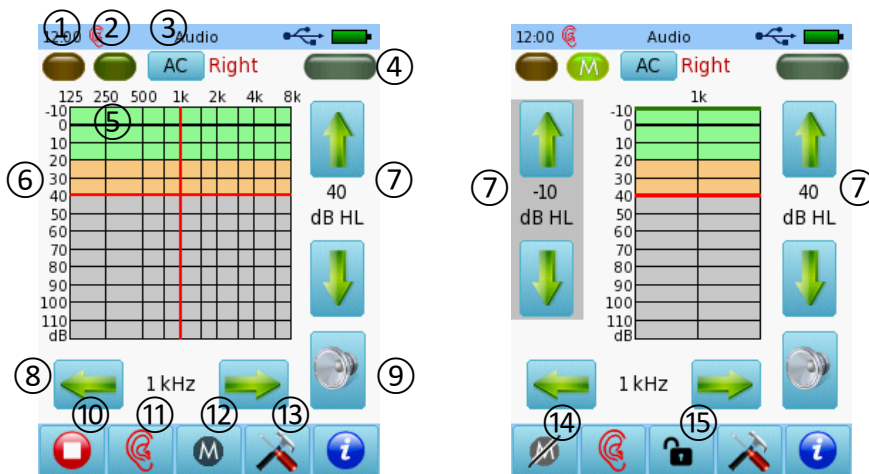 ① ② ③
12:00 Audio
AC Right ④
125 250 500 1k 2k 4k 8k
⑤
-10
0
10
20
⑥ 30
40
50
60
70
80
90
100
110
dB
40 ⑦
dB HL
⑧ 1 kHz ⑨
⑩ ⑪ ⑫ ⑬
M i
12:00 Audio
M AC Right
1k
-10
0
10
20
30
40
50
60
70
80
90
100
110
dB
⑦ -10
dB HL
40 ⑦
dB HL
1 kHz
⑭ ⑮
M i